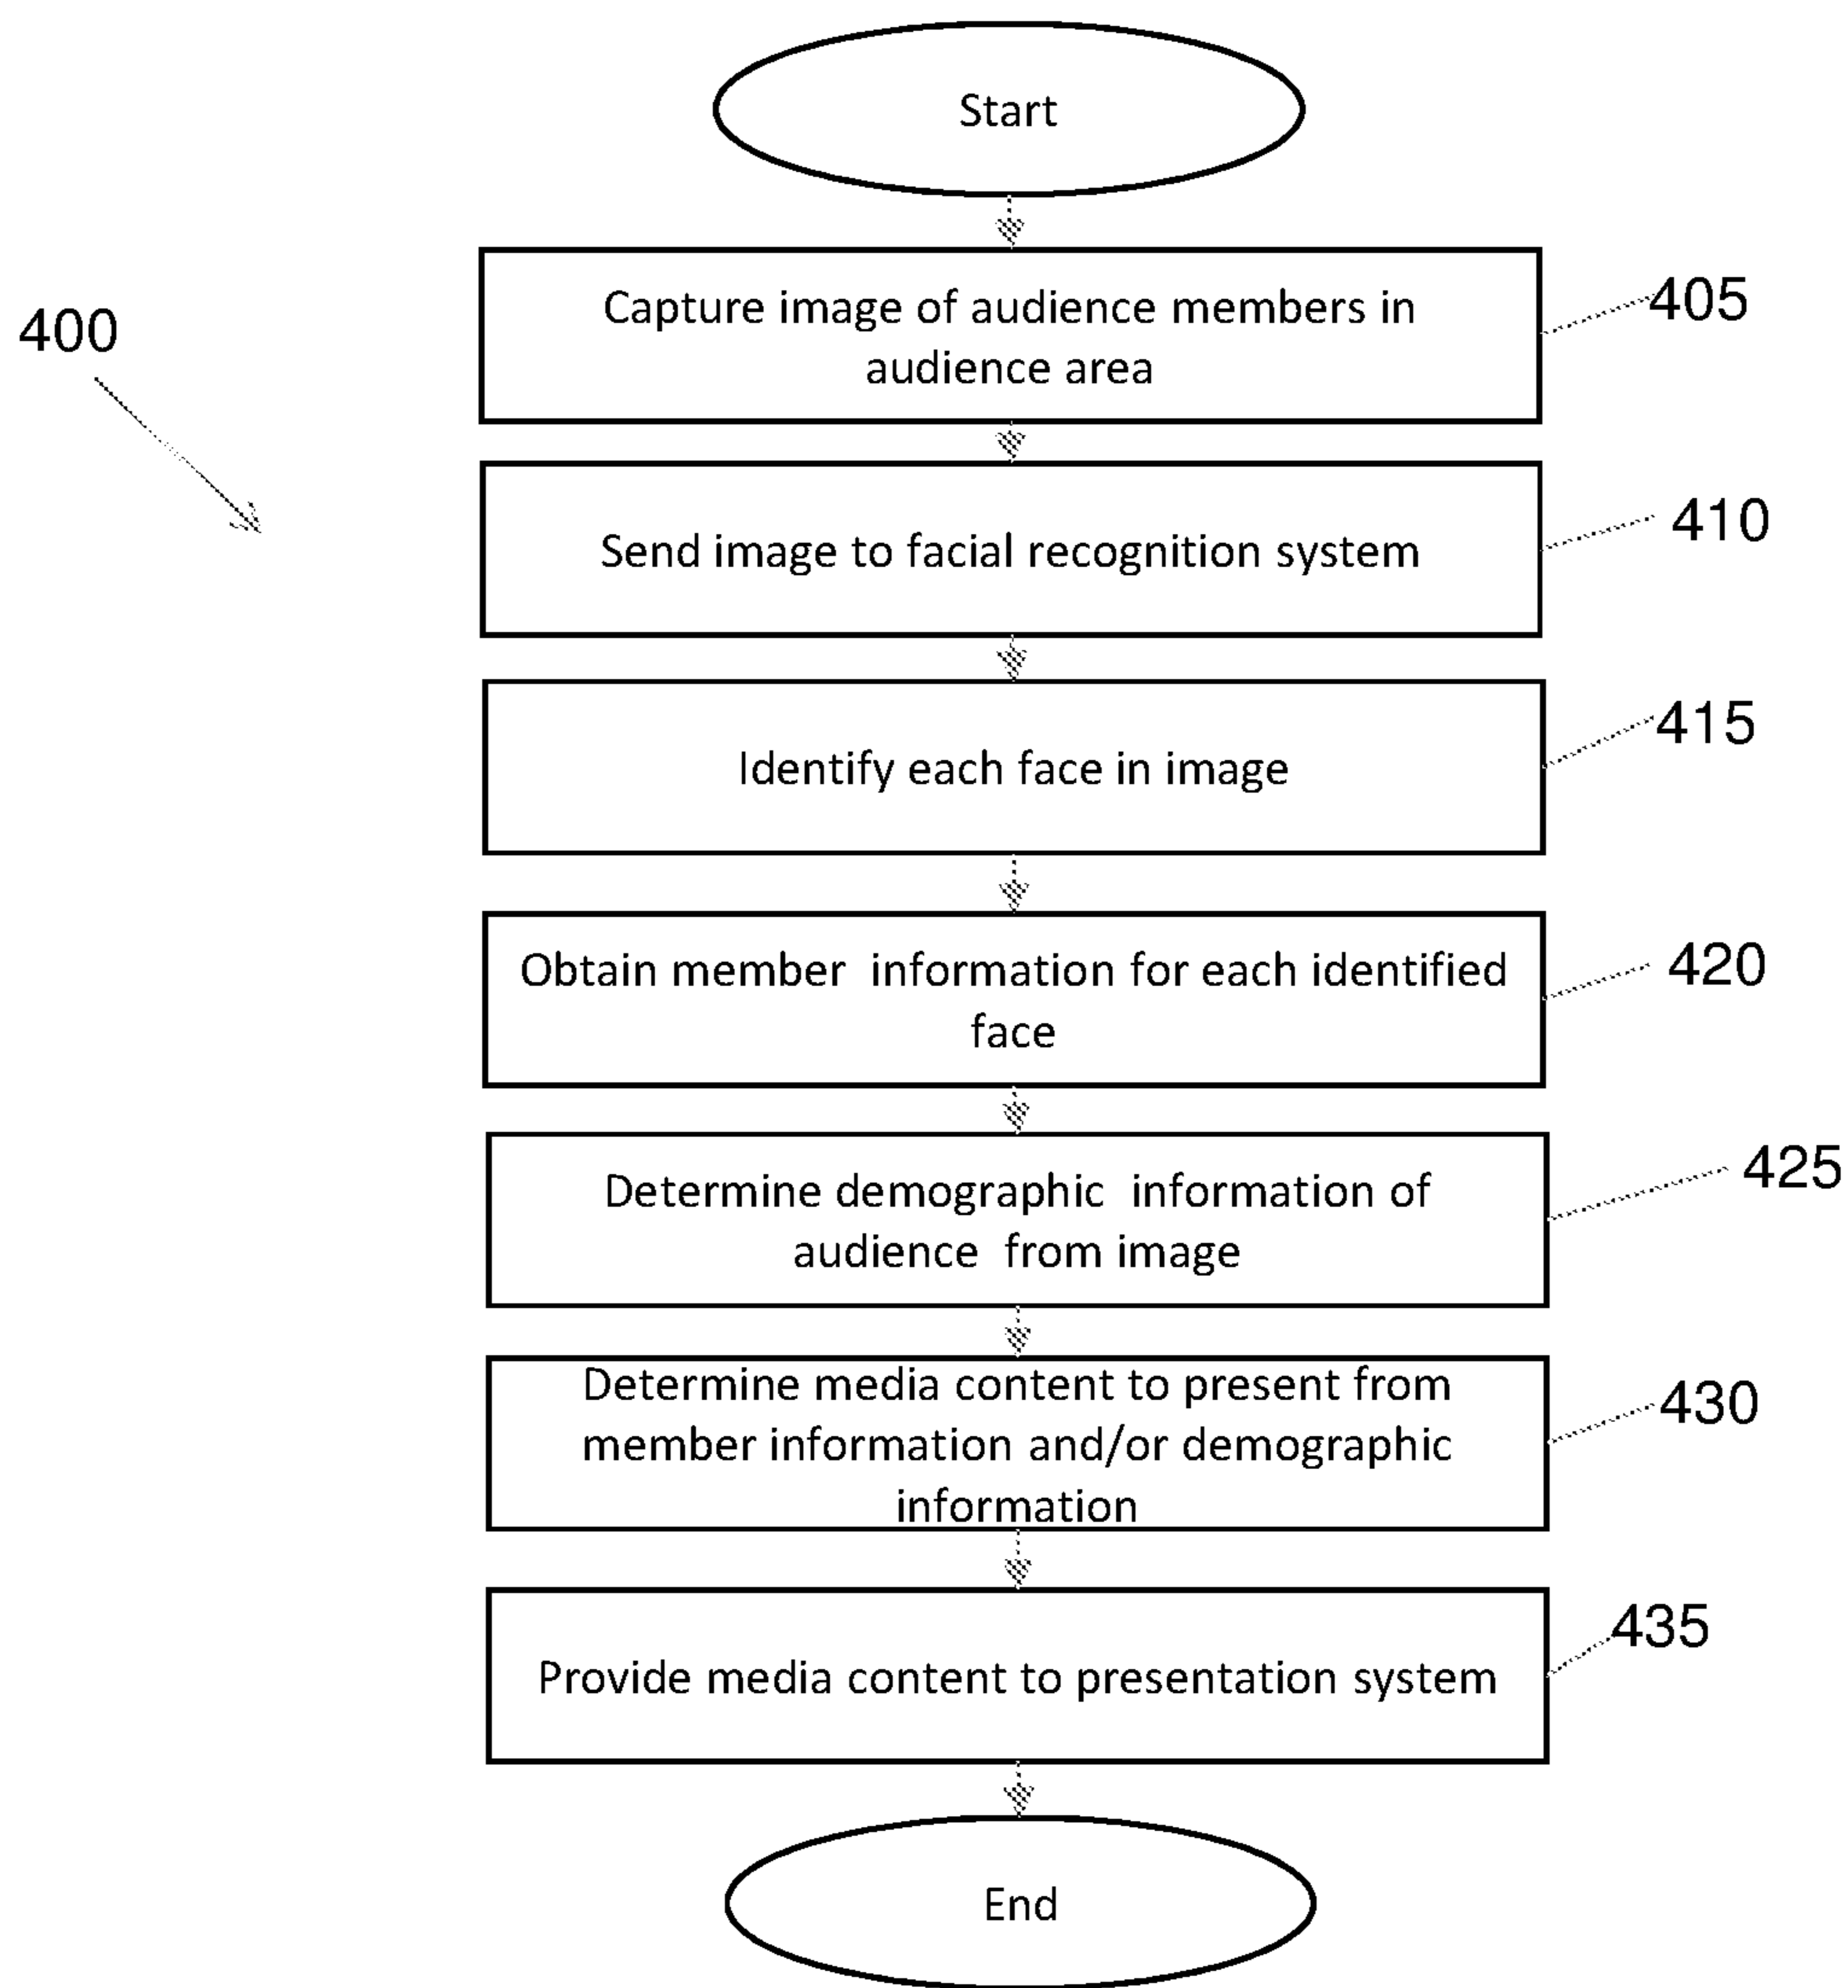 Start
400
Capture image of audience members in
audience area
405
Send image to facial recognition system
410
Identify each face in image
415
Obtain member information for each identified
face
420
Determine demographic information of
audience from image
425
Determine media content to present from
member information and/or demographic
information
430
Provide media content to presentation system
435
End